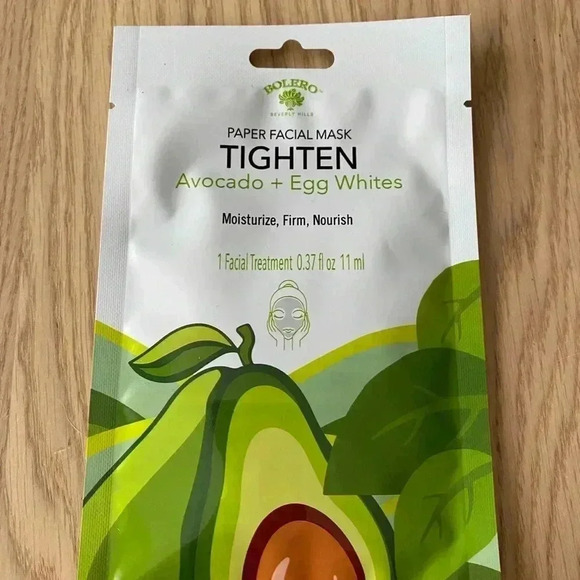 BOLERO™
BEVERLY HILLS
PAPER FACIAL MASK
TIGHTEN
Avocado + Egg Whites
Moisturize, Firm, Nourish
1 Facial Treatment 0.37 fl oz 11 ml